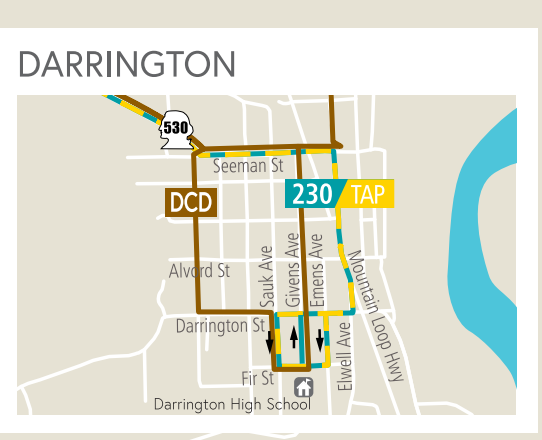 DARRINGTON
530
Seeman St
DCD
230 TAP
Alvord St
Sauk Ave
Givens Ave
Emens Ave
Mountain Loop Hwy
Darrington St
Elwell Ave
Fir St
Darrington High School